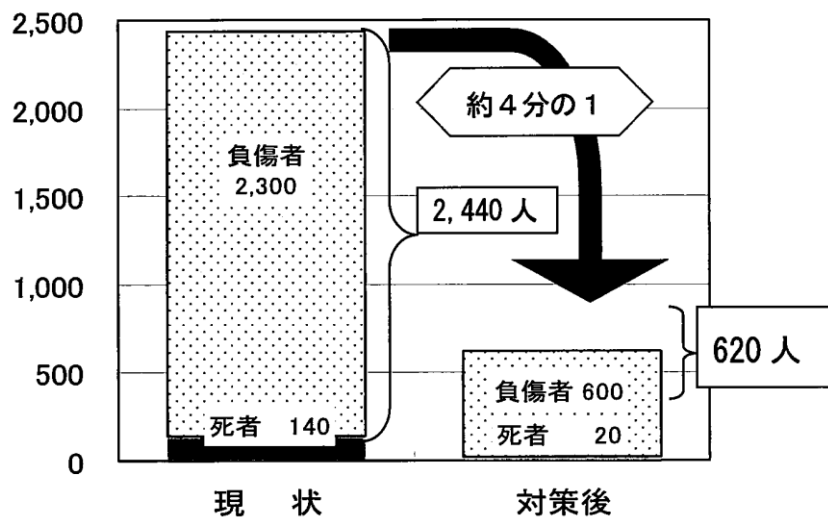 2,500
2,000
1,500
1,000
500
0
負傷者
2,300
死者 140
2,440 人
約４分の１
負傷者 600
死者 20
620 人
現 状
対策後